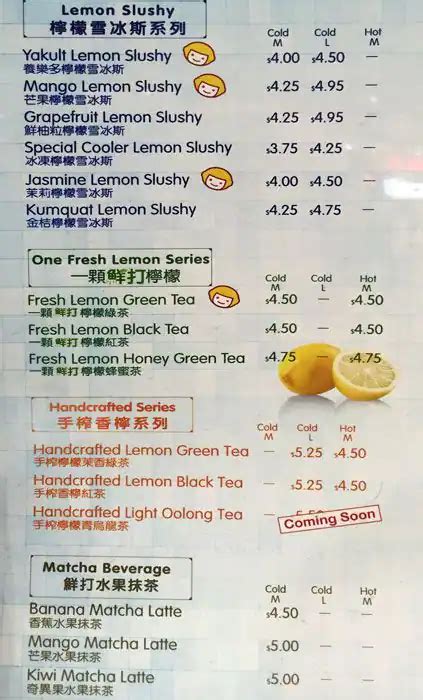 Lemon Slushy
檸檬雪冰斯系列
Cold Cold Hot
M L M
Yakult Lemon Slushy $4.00 $4.50 —
養樂多檸檬雪冰斯
Mango Lemon Slushy $4.25 $4.95 —
芒果檸檬雪冰斯
Grapefruit Lemon Slushy $4.25 $4.95 —
鮮柚粒檸檬雪冰斯
Special Cooler Lemon Slushy $3.75 $4.25 —
冰凍檸檬雪冰斯
Jasmine Lemon Slushy $4.00 $4.50 —
茉莉檸檬雪冰斯
Kumquat Lemon Slushy $4.25 $4.75 —
金桔檸檬雪冰斯
One Fresh Lemon Series
一顆鮮打檸檬
Cold Cold Hot
M L M
Fresh Lemon Green Tea $4.50 — $4.50
一顆鮮打檸檬綠茶
Fresh Lemon Black Tea $4.50 — $4.50
一顆鮮打檸檬紅茶
Fresh Lemon Honey Green Tea $4.75 — $4.75
一顆鮮打檸檬蜂蜜茶
Handcrafted Series
手榨香檸系列
Cold Cold Hot
M L M
Handcrafted Lemon Green Tea — $5.25 $4.50
手榨檸檬茉香綠茶
Handcrafted Lemon Black Tea — $5.25 $4.50
手榨香檸紅茶
Handcrafted Light Oolong Tea —
手榨檸檬青烏龍茶
Coming Soon
Matcha Beverage
鮮打水果抹茶
Cold Cold Hot
M L M
Banana Matcha Latte $4.50 — —
香蕉水果抹茶
Mango Matcha Latte $5.00 — —
芒果水果抹茶
Kiwi Matcha Latte $5.00 — —
奇異果水果抹茶